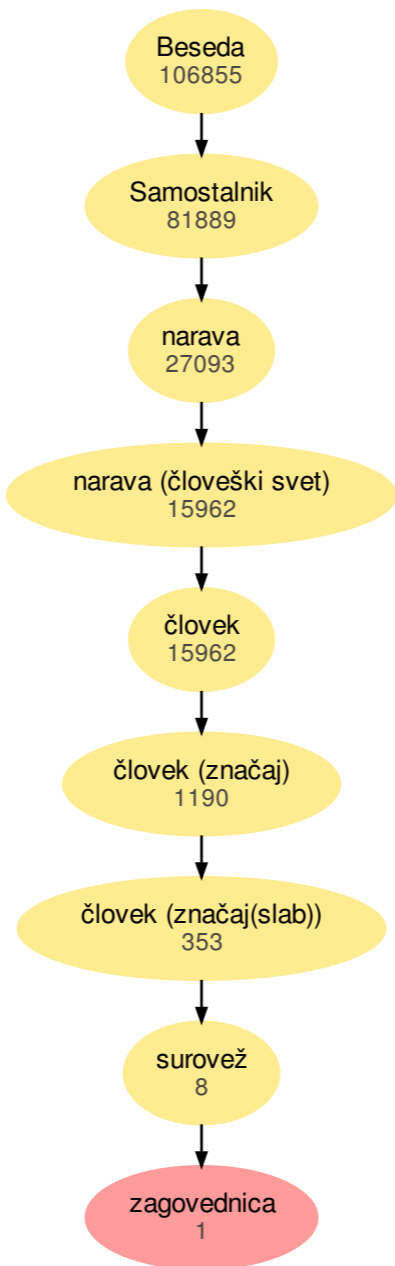 Beseda
106855
Samostalnik
81889
narava
27093
narava (človeški svet)
15962
človek
15962
človek (značaj)
1190
človek (značaj(slab))
353
surovež
8
zagovednica
1